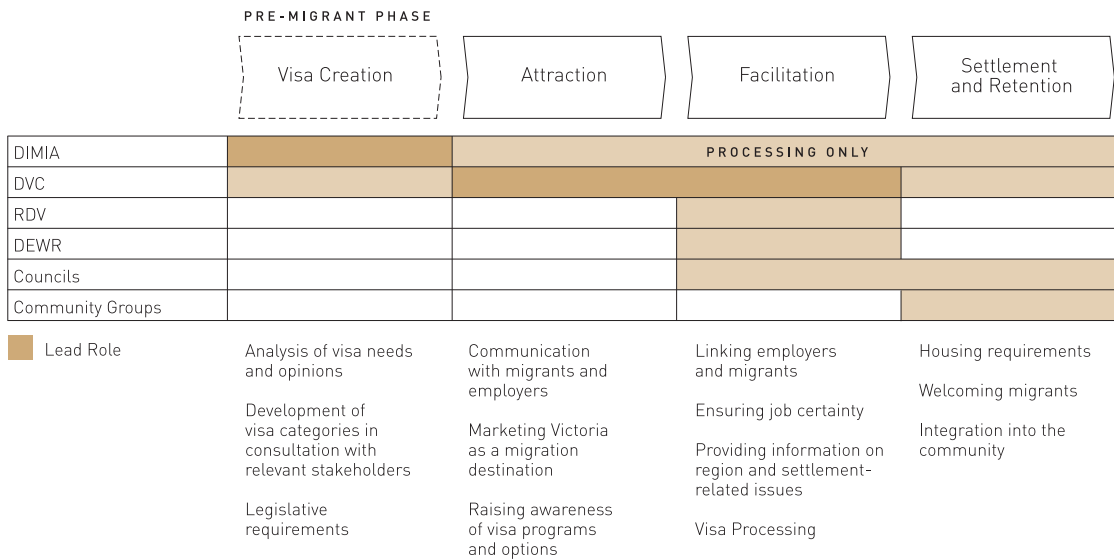 PRE-MIGRANT PHASE
Visa Creation
Attraction
Facilitation
Settlement
and Retention
DIMIA
PROCESSING ONLY
DVC
RDV
DEWR
Councils
Community Groups
Lead Role
Analysis of visa needs
and opinions
Development of
visa categories in
consultation with
relevant stakeholders
Legislative
requirements
Communication
with migrants and
employers
Marketing Victoria
as a migration
destination
Raising awareness
of visa programs
and options
Linking employers
and migrants
Ensuring job certainty
Providing information on
region and settlement-
related issues
Visa Processing
Housing requirements
Welcoming migrants
Integration into the
community